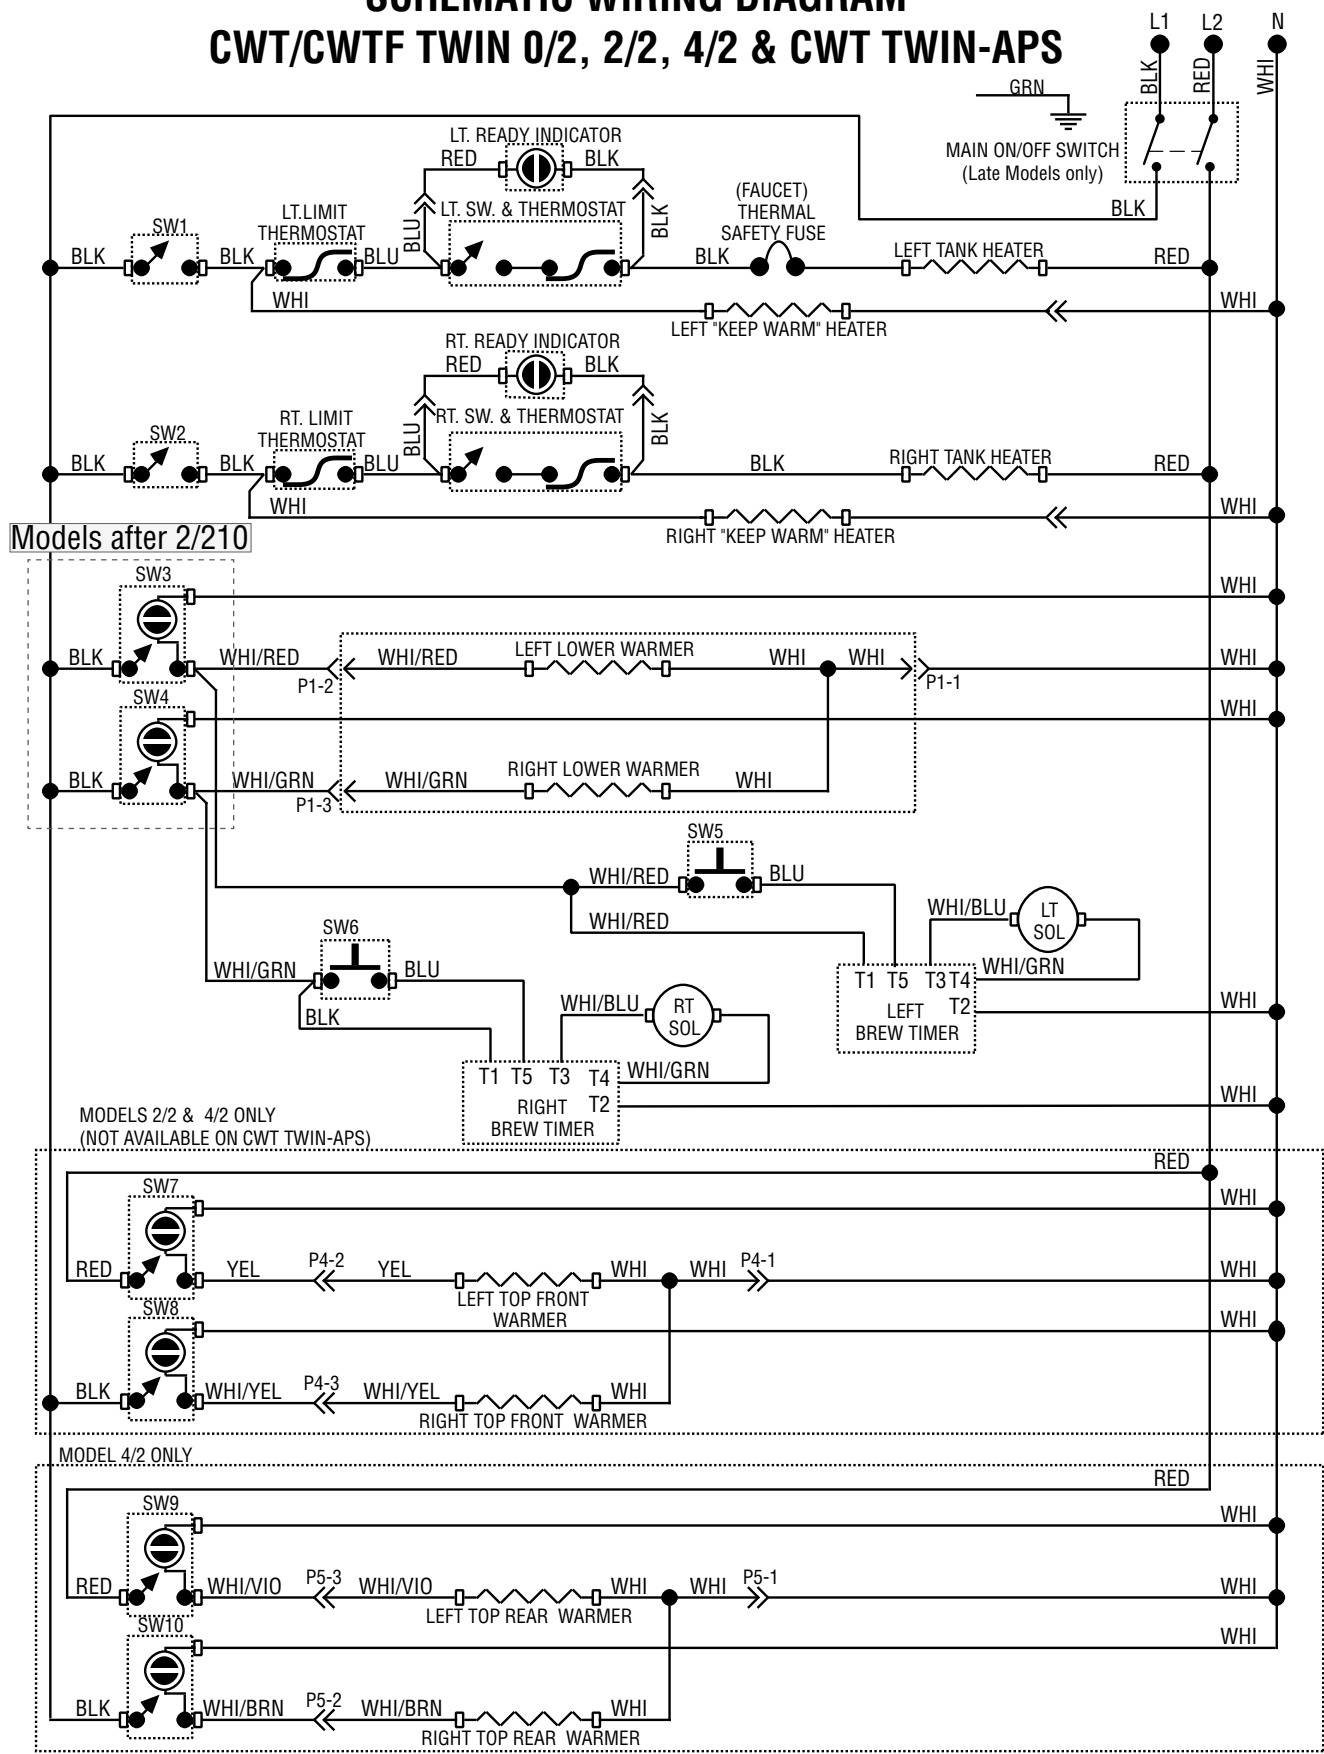 SCHEMATIC WIRING DIAGRAM
CWT/CWTF TWIN 0/2, 2/2, 4/2 & CWT TWIN-APS
L1 L2 N
BLK RED WHI
GRN
MAIN ON/OFF SWITCH
(Late Models only)
BLK
LT. READY INDICATOR
RED BLK
BLU LT. SW. & THERMOSTAT BLK
(FAUCET)
THERMAL
SAFETY FUSE
SW1
LT.LIMIT
THERMOSTAT
LEFT TANK HEATER
BLK BLK BLU BLK RED
WHI WHI
LEFT "KEEP WARM" HEATER
RT. READY INDICATOR
RED BLK
BLU RT. SW. & THERMOSTAT BLK
SW2
RT. LIMIT
THERMOSTAT
RIGHT TANK HEATER
BLK BLK BLU BLK RED
WHI WHI
RIGHT "KEEP WARM" HEATER
Models after 2/210
SW3
WHI
BLK WHI/RED WHI/RED LEFT LOWER WARMER WHI WHI WHI
P1-2 P1-1
SW4
WHI
BLK WHI/GRN WHI/GRN RIGHT LOWER WARMER WHI
P1-3
SW5
WHI/RED BLU
WHI/RED
WHI/BLU LT
SOL
WHI/GRN
T1 T5 T3 T4
T2 WHI
LEFT
BREW TIMER
SW6
WHI/GRN BLU
BLK
WHI/BLU RT
SOL
WHI/GRN
T1 T5 T3 T4
T2 WHI
RIGHT
BREW TIMER
MODELS 2/2 & 4/2 ONLY
(NOT AVAILABLE ON CWT TWIN-APS)
RED
SW7
WHI
RED YEL P4-2 YEL WHI WHI P4-1 WHI
LEFT TOP FRONT
WARMER
SW8
WHI
BLK WHI/YEL P4-3 WHI/YEL WHI
RIGHT TOP FRONT WARMER
MODEL 4/2 ONLY
RED
SW9
WHI
RED WHI/VIO P5-3 WHI/VIO WHI WHI P5-1 WHI
LEFT TOP REAR WARMER
SW10
WHI
BLK WHI/BRN P5-2 WHI/BRN WHI
RIGHT TOP REAR WARMER